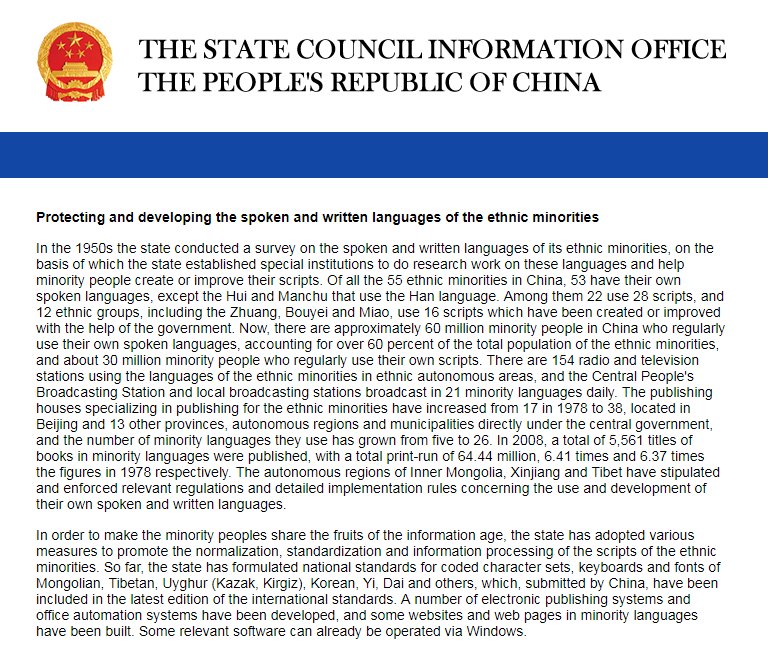 THE STATE COUNCIL INFORMATION OFFICE
THE PEOPLE'S REPUBLIC OF CHINA
Protecting and developing the spoken and written languages of the ethnic minorities
In the 1950s the state conducted a survey on the spoken and written languages of its ethnic minorities, on the
basis of which the state established special institutions to do research work on these languages and help
minority people create or improve their scripts. Of all the 55 ethnic minorities in China, 53 have their own
spoken languages, except the Hui and Manchu that use the Han language. Among them 22 use 28 scripts, and
12 ethnic groups, including the Zhuang, Bouyei and Miao, use 16 scripts which have been created or improved
with the help of the government. Now, there are approximately 60 million minority people in China who regularly
use their own spoken languages, accounting for over 60 percent of the total population of the ethnic minorities,
and about 30 million minority people who regularly use their own scripts. There are 154 radio and television
stations using the languages of the ethnic minorities in ethnic autonomous areas, and the Central People's
Broadcasting Station and local broadcasting stations broadcast in 21 minority languages daily. The publishing
houses specializing in publishing for the ethnic minorities have increased from 17 in 1978 to 38, located in
Beijing and 13 other provinces, autonomous regions and municipalities directly under the central government,
and the number of minority languages they use has grown from five to 26. In 2008, a total of 5,561 titles of
books in minority languages were published, with a total print-run of 64.44 million, 6.41 times and 6.37 times
the figures in 1978 respectively. The autonomous regions of Inner Mongolia, Xinjiang and Tibet have stipulated
and enforced relevant regulations and detailed implementation rules concerning the use and development of
their own spoken and written languages.
In order to make the minority peoples share the fruits of the information age, the state has adopted various
measures to promote the normalization, standardization and information processing of the scripts of the ethnic
minorities. So far, the state has formulated national standards for coded character sets, keyboards and fonts of
Mongolian, Tibetan, Uyghur (Kazak, Kirgiz), Korean, Yi, Dai and others, which, submitted by China, have been
included in the latest edition of the international standards. A number of electronic publishing systems and
office automation systems have been developed, and some websites and web pages in minority languages
have been built. Some relevant software can already be operated via Windows.